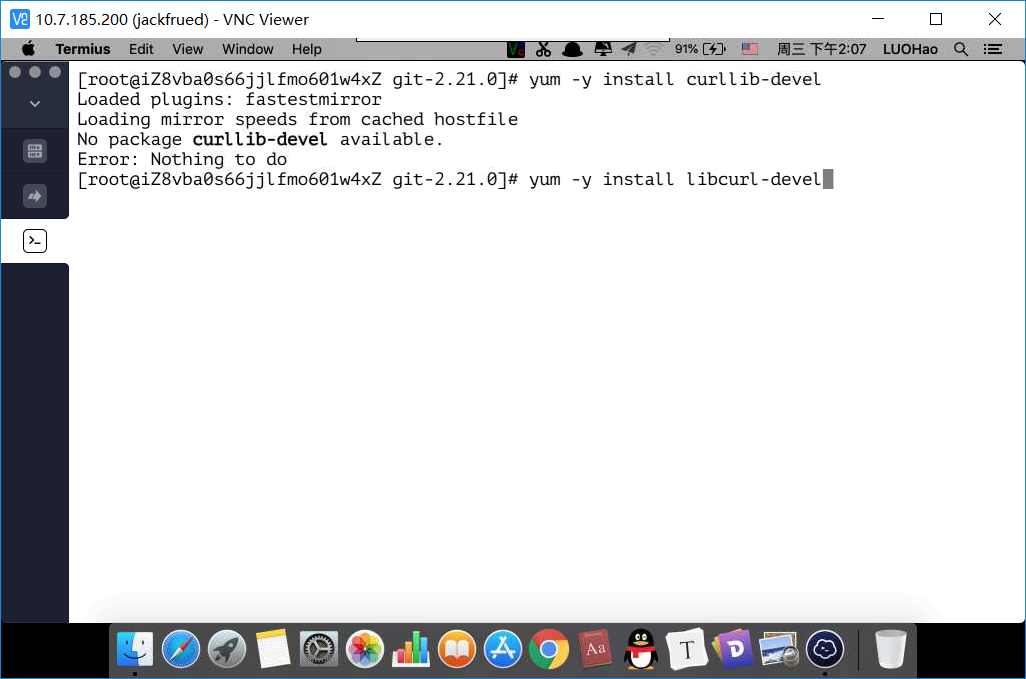 10.7.185.200 (jackfrued) - VNC Viewer
Termius Edit View Window Help 91% 周三 下午2:07 LUOHao
[root@iZ8vba0s66jjlfmo601w4xZ git-2.21.0]# yum -y install curllib-devel
Loaded plugins: fastestmirror
Loading mirror speeds from cached hostfile
No package curllib-devel available.
Error: Nothing to do
[root@iZ8vba0s66jjlfmo601w4xZ git-2.21.0]# yum -y install libcurl-devel
Aa
T
D